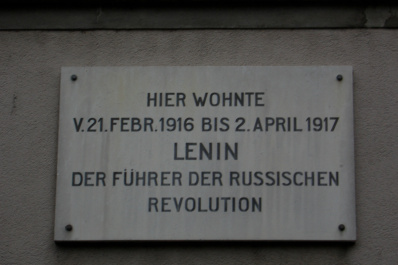 HIER WOHNTE
V. 21. FEBR. 1916 BIS 2. APRIL 1917
LENIN
DER FÜHRER DER RUSSISCHEN
REVOLUTION